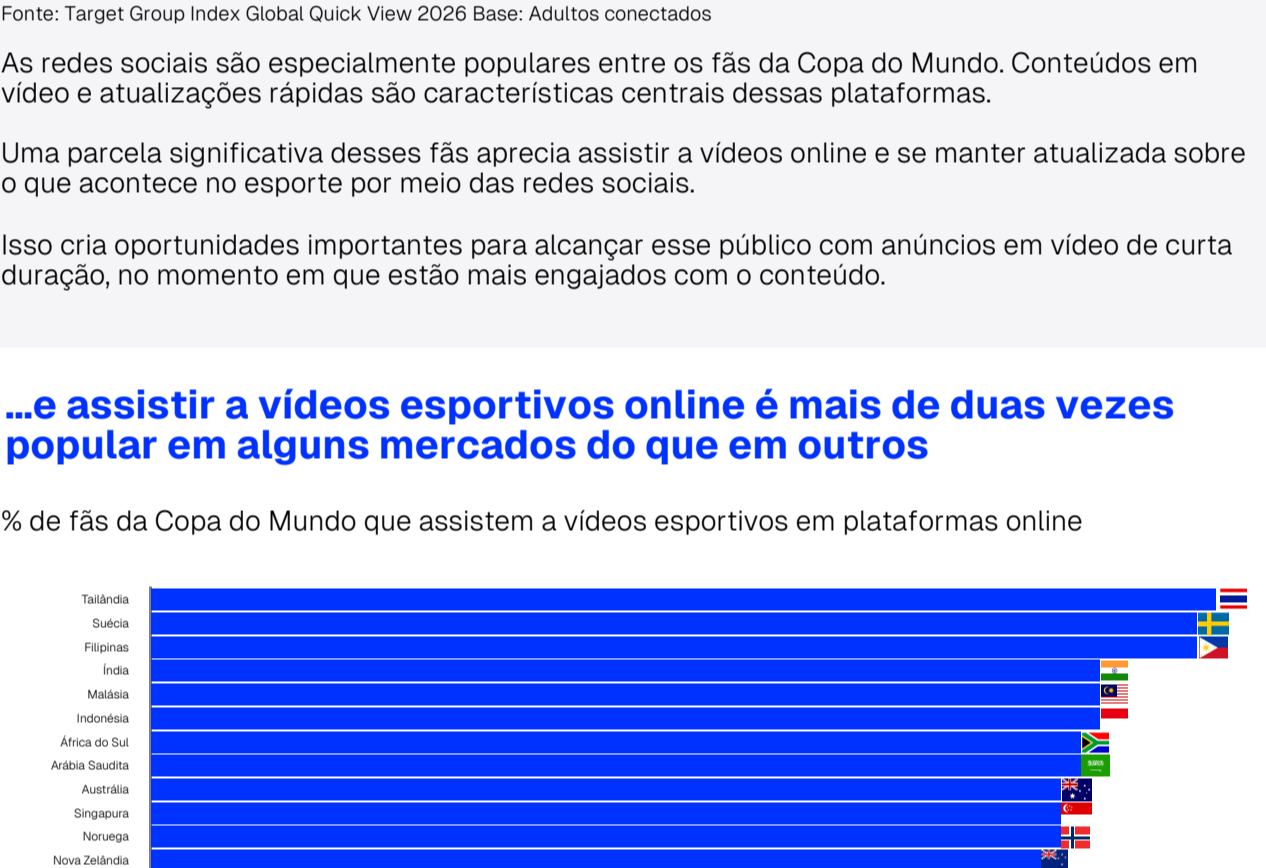 Fonte: Target Group Index Global Quick View 2026 Base: Adultos conectados
As redes sociais são especialmente populares entre os fãs da Copa do Mundo. Conteúdos em
vídeo e atualizações rápidas são características centrais dessas plataformas.
Uma parcela significativa desses fãs aprecia assistir a vídeos online e se manter atualizada sobre
o que acontece no esporte por meio das redes sociais.
Isso cria oportunidades importantes para alcançar esse público com anúncios em vídeo de curta
duração, no momento em que estão mais engajados com o conteúdo.
...e assistir a vídeos esportivos online é mais de duas vezes
popular em alguns mercados do que em outros
% de fãs da Copa do Mundo que assistem a vídeos esportivos em plataformas online
Tailândia
Suécia
Filipinas
Índia
Malásia
Indonésia
África do Sul
Arábia Saudita
Austrália
Singapura
Noruega
Nova Zelândia